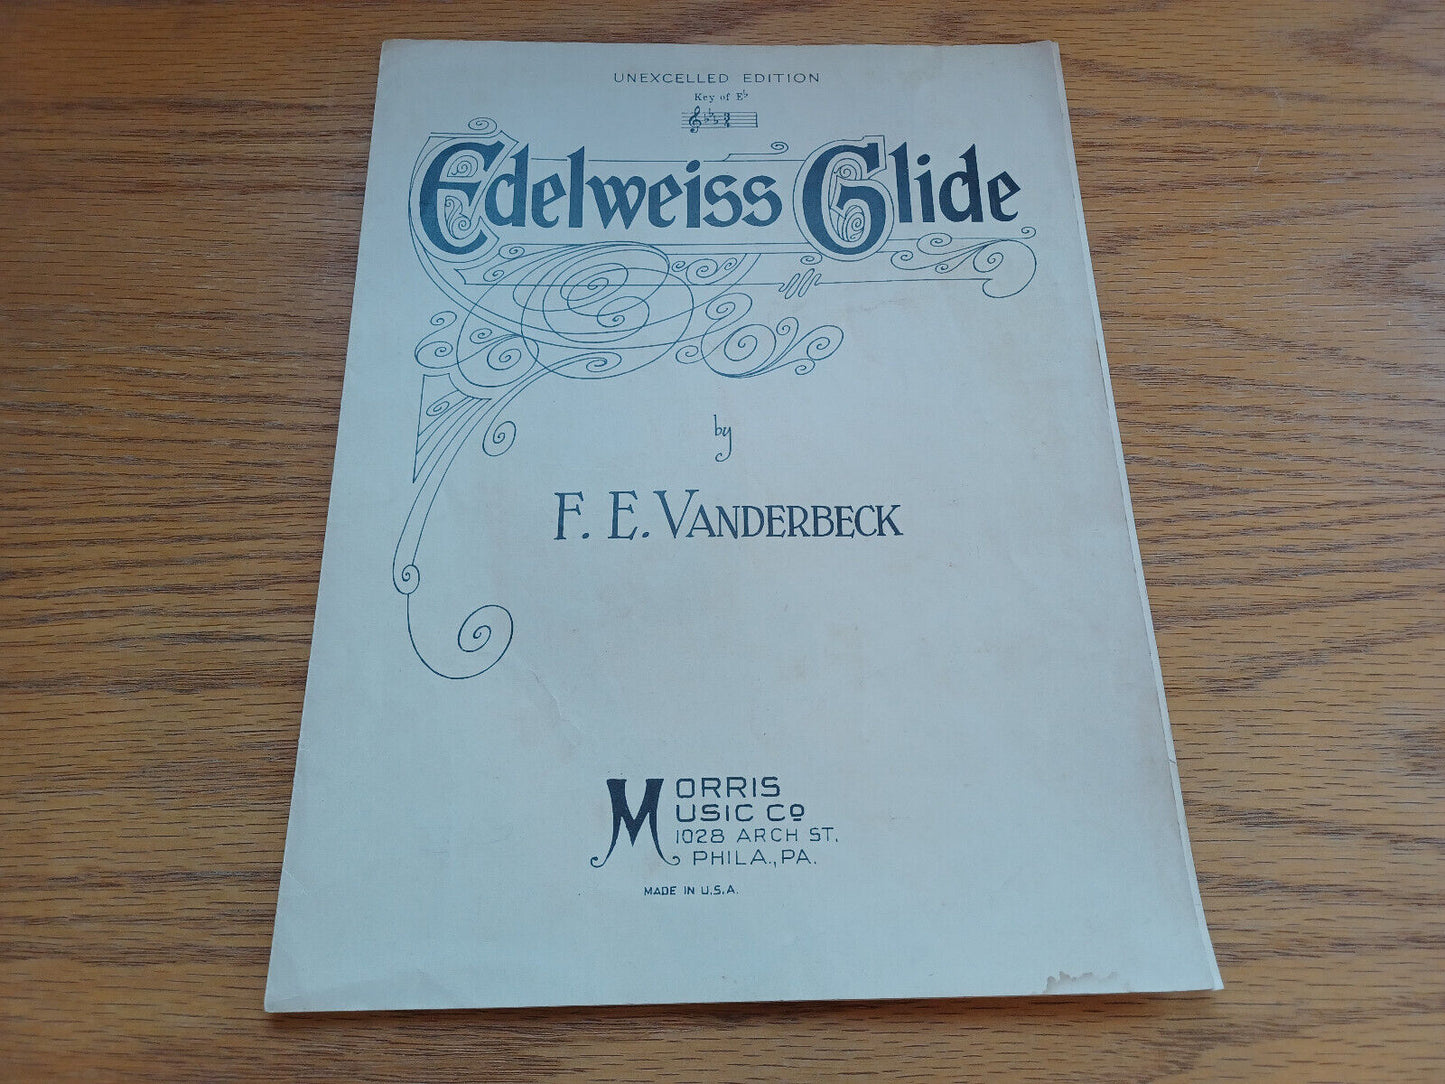 UNEXCELLED EDITION
Key of E♭
Edelweiss Glide
by
F. E. VANDERBECK
MORRIS
MUSIC Co
1028 ARCH ST.
PHILA., PA.
MADE IN U.S.A.